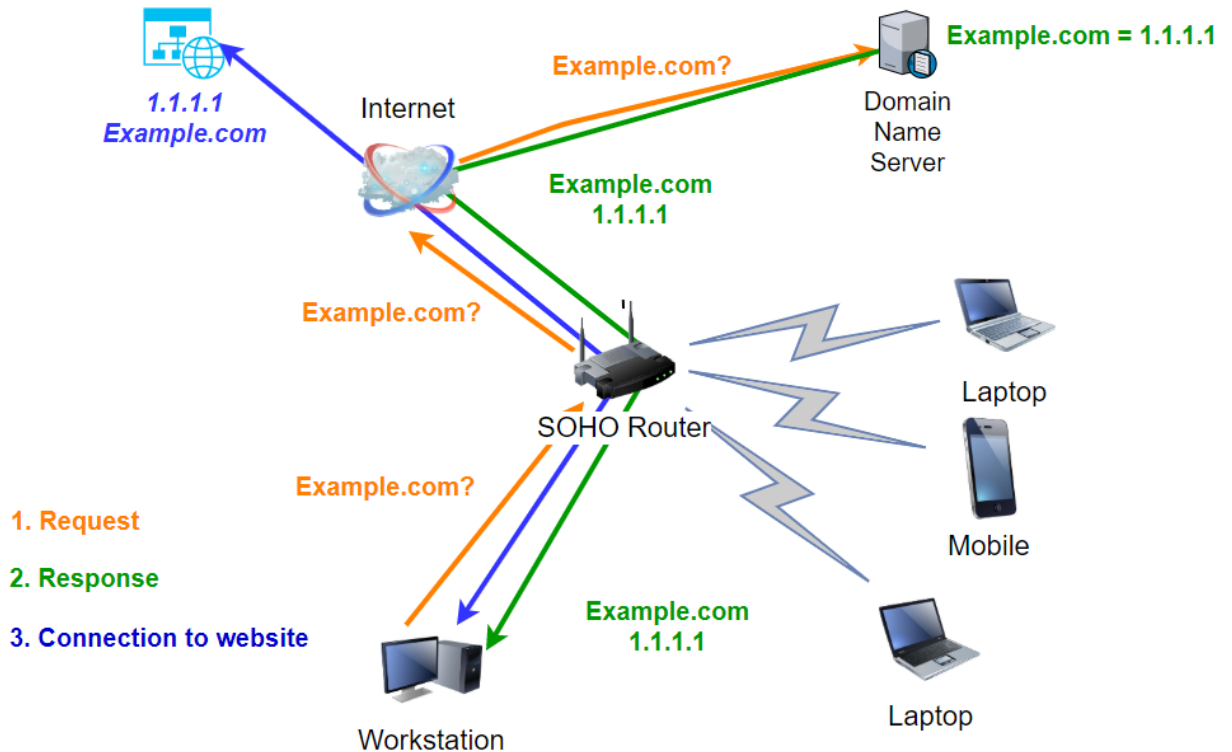 Example.com = 1.1.1.1
Example.com?
1.1.1.1
Example.com
Internet
Domain
Name
Server
Example.com
1.1.1.1
Example.com?
Laptop
SOHO Router
Example.com?
1. Request
Mobile
2. Response
Example.com
1.1.1.1
3. Connection to website
Laptop
Workstation